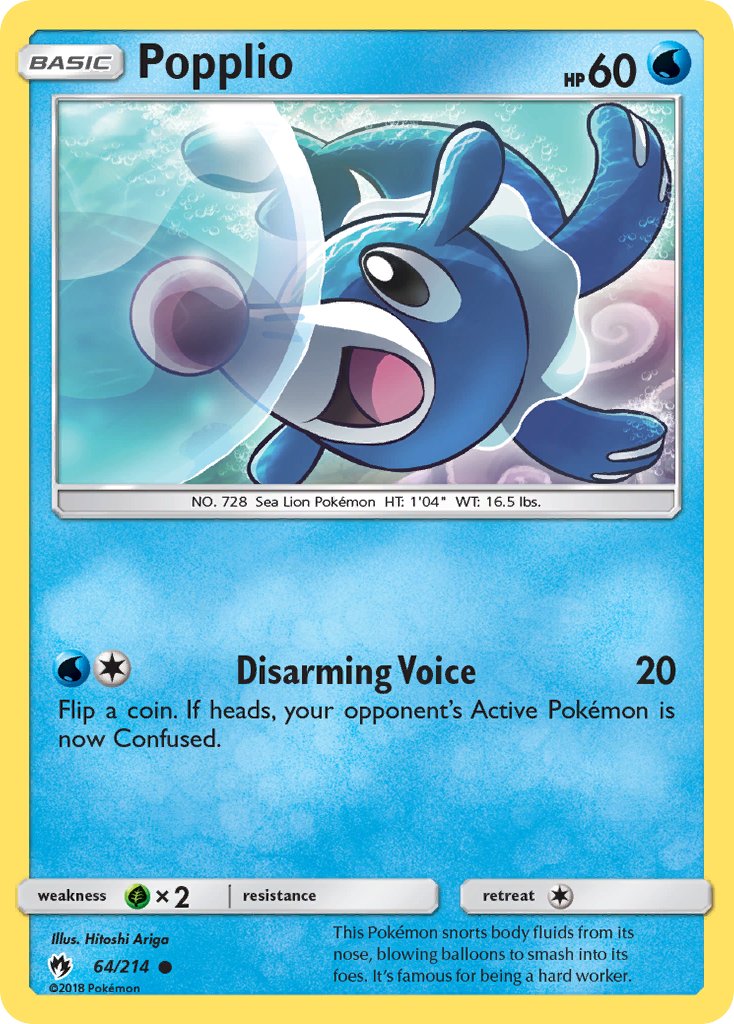 BASIC Popplio HP 60
NO. 728 Sea Lion Pokémon HT: 1'04" WT: 16.5 lbs.
Disarming Voice 20
Flip a coin. If heads, your opponent's Active Pokémon is
now Confused.
weakness ×2 resistance retreat
Illus. Hitoshi Ariga
64/214
©2018 Pokémon
This Pokémon snorts body fluids from its
nose, blowing balloons to smash into its
foes. It's famous for being a hard worker.